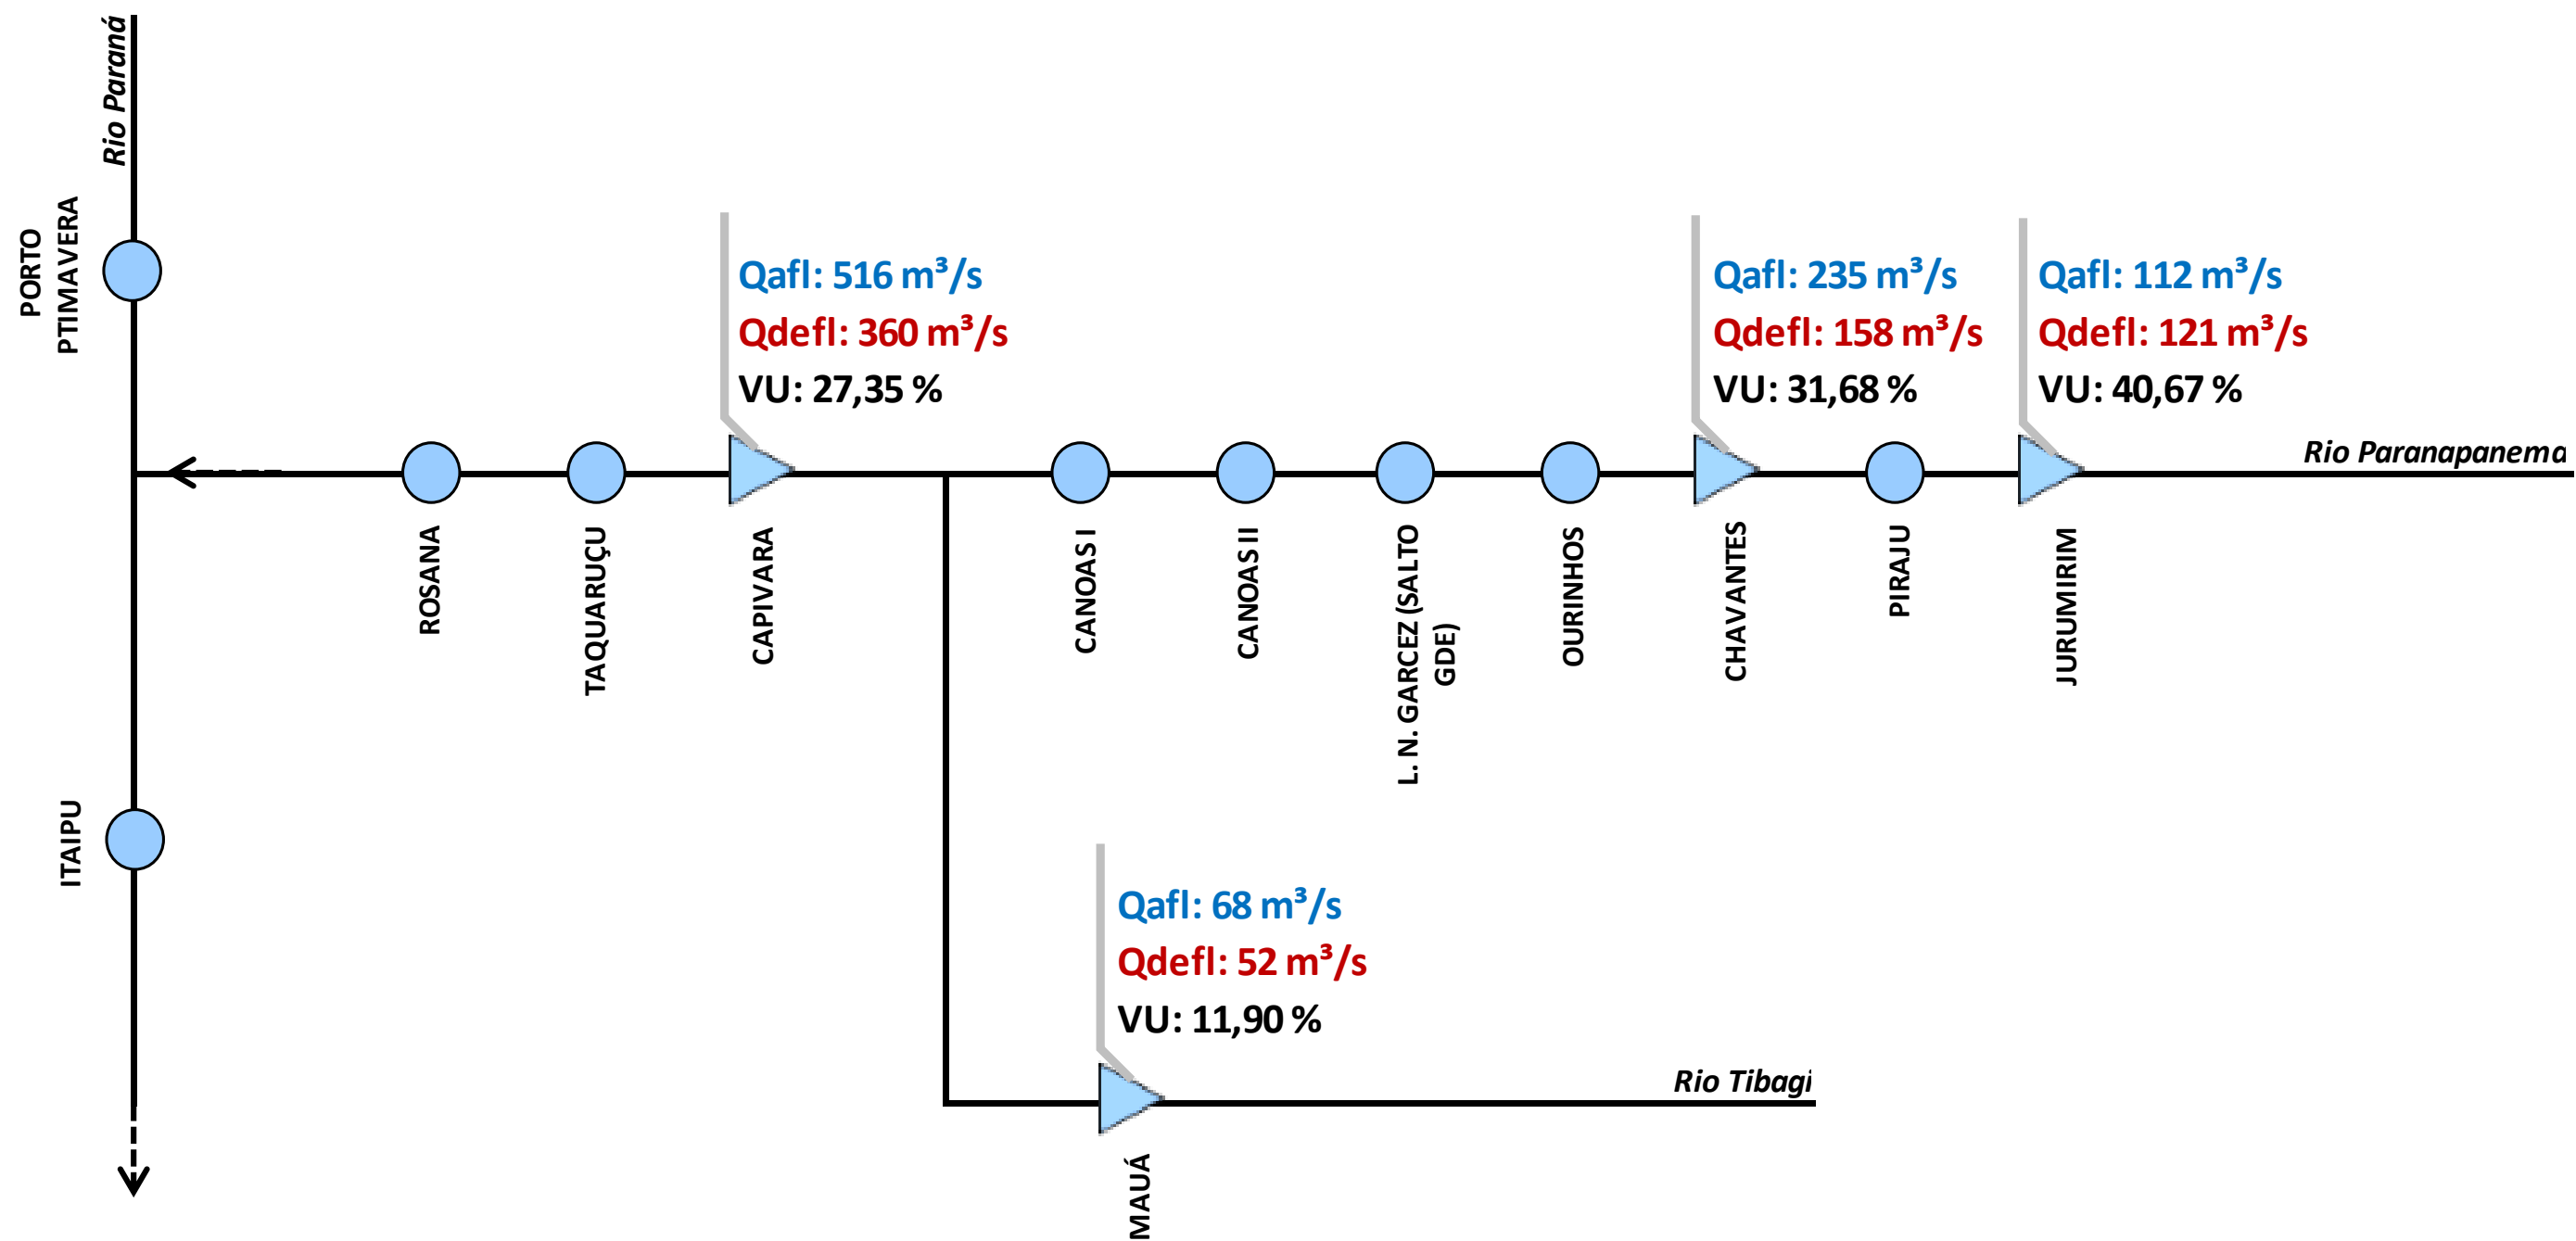 Rio Paraná
PORTO
PTIMAVERA
Qafl: 516 m³/s
Qdefl: 360 m³/s
VU: 27,35 %
Qafl: 235 m³/s
Qdefl: 158 m³/s
VU: 31,68 %
Qafl: 112 m³/s
Qdefl: 121 m³/s
VU: 40,67 %
Rio Paranapanema
ROSANA
TAQUARUÇU
CAPIVARA
CANOAS I
CANOAS II
L. N. GARCEZ (SALTO
GDE)
OURINHOS
CHAVANTES
PIRAJU
JURUMIRIM
ITAIPU
Qafl: 68 m³/s
Qdefl: 52 m³/s
VU: 11,90 %
Rio Tibagi
MAUÁ